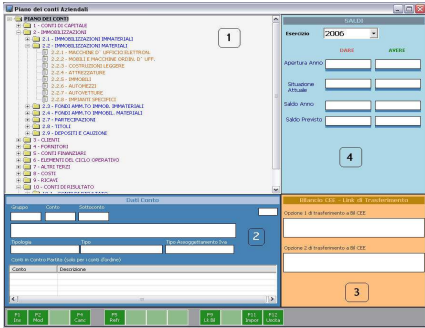 Piano dei conti Aziendali
PIANO DEI CONTI
1 - CONTI DI CAPITALE
2 - IMMOBILIZZAZIONI
2.1 - IMMOBILIZZAZIONI IMMATERIALI
2.2 - IMMOBILIZZAZIONI MATERIALI
2.2.1 - MACCHINE D' UFFICIO ELETTRON.
2.2.2 - MOBILI E MACCHINE ORDIN. D' UFF.
2.2.3 - COSTRUZIONI LEGGERE
2.2.4 - ATTREZZATURE
2.2.5 - IMMOBILI
2.2.6 - AUTOMEZZI
2.2.7 - AUTOVETTURE
2.2.8 - IMPIANTI SPECIFICI
2.3 - FONDI AMM.TO IMMOB. IMMATERIALI
2.4 - FONDI AMM.TO IMMOBIL. MATERIALI
2.7 - PARTECIPAZIONI
2.8 - TITOLI
2.9 - DEPOSITI E CAUZIONI
3 - CLIENTI
4 - FORNITORI
5 - CONTI FINANZIARI
6 - ELEMENTI DEL CICLO OPERATIVO
7 - ALTRI TERZI
8 - COSTI
9 - RICAVI
10 - CONTI DI RISULTATO
1
SALDI
Esercizio 2006
DARE AVERE
Apertura Anno
Situazione
Attuale
Saldo Anno
Saldo Previsto
4
Dati Conto
Gruppo Conto Sottoconto
2
Tipologia Tipo Tipo Assoggettamento Iva
Conti in Contro Partita (solo per i conti d'ordine)
Conto Descrizione
Bilancio CEE - Link di Trasferimento
Opzione 1 di trasferimento a Bil CEE
Opzione 2 di trasferimento a Bil CEE
3
F1 F2 F4 F5 F9 F11 F12
Ins Mod Canc Refr Lk Bil Impor Uscita